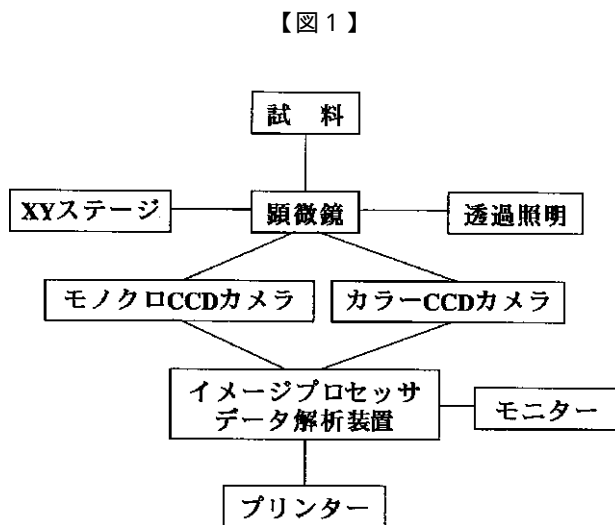 【図1】
試 料
XYステージ
顕微鏡
透過照明
モノクロCCDカメラ
カラーCCDカメラ
イメージプロセッサ
データ解析装置
モニター
プリンター